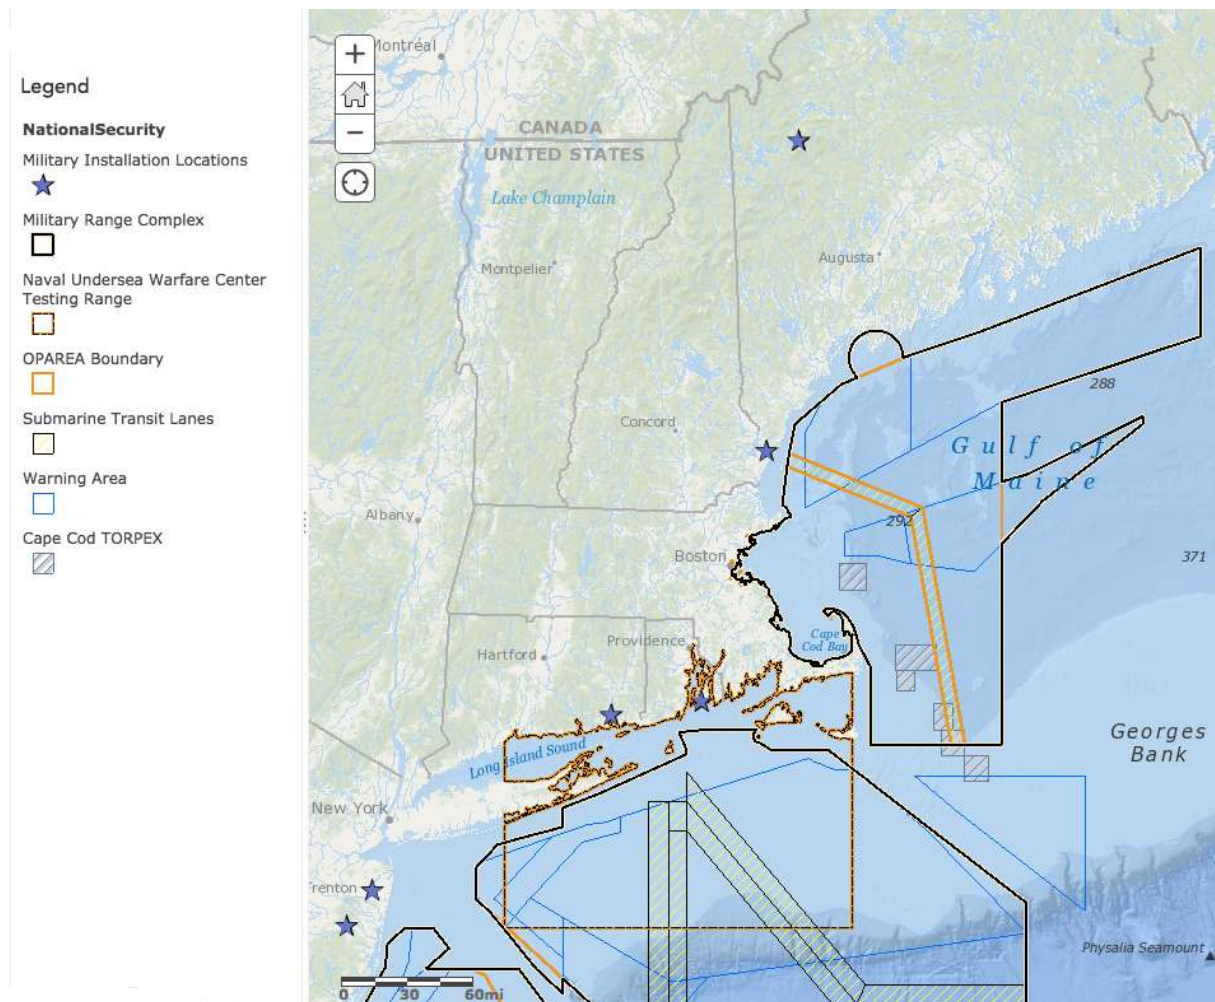 Legend
NationalSecurity
Military Installation Locations
Military Range Complex
Naval Undersea Warfare Center
Testing Range
OPAREA Boundary
Submarine Transit Lanes
Warning Area
Cape Cod TORPEX
+
−
Montréal
CANADA
UNITED STATES
Lake Champlain
Montpelier
Augusta
288
Concord
Gulf of
Maine
Albany
292
Boston
371
Cape
Cod Bay
Providence
Hartford
Georges
Bank
Long Island Sound
New York
Trenton
Physalia Seamount
0 30 60mi